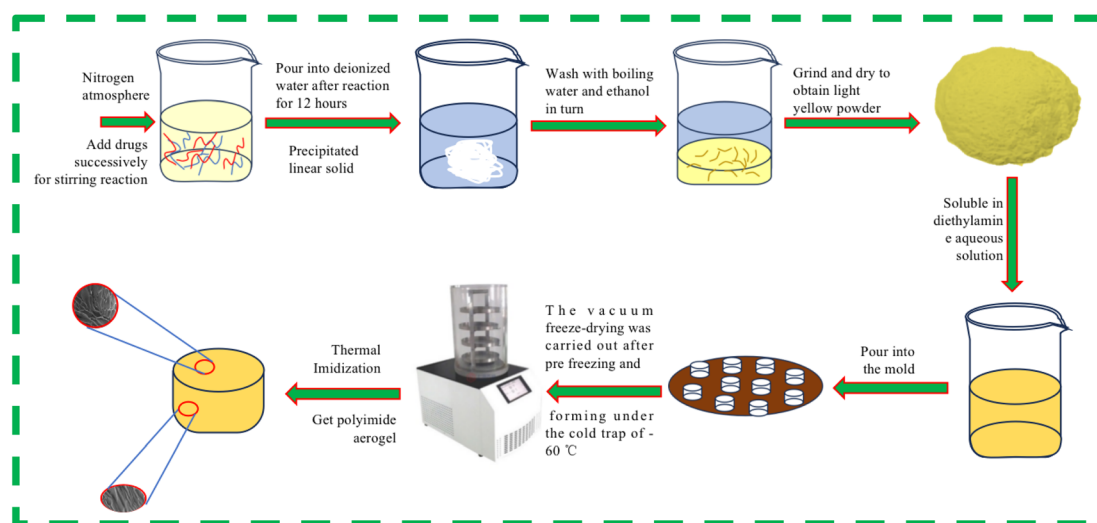 Nitrogen
atmosphere
Add drugs
successively
for stirring reaction
Pour into deionized
water after reaction
for 12 hours
Precipitated
linear solid
Wash with boiling
water and ethanol
in turn
Grind and dry to
obtain light
yellow powder
Soluble in
diethylamin
e aqueous
solution
Pour into
the mold
The vacuum
freeze-drying was
carried out after
pre freezing and
forming under
the cold trap of -
60 ℃
Thermal
Imidization
Get polyimide
aerogel